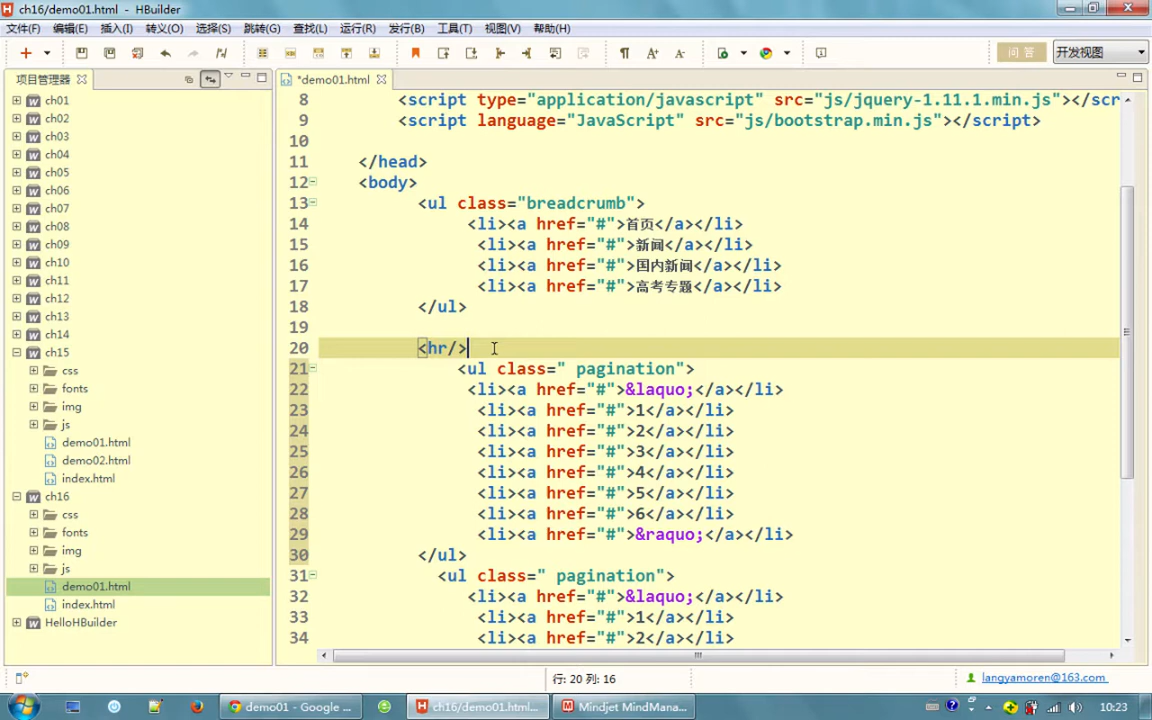 ch16/demo01.html - HBuilder
文件(F) 编辑(E) 插入(I) 转义(O) 选择(S) 跳转(G) 查找(L) 运行(R) 发行(B) 工具(T) 视图(V) 帮助(H)
问 答 开发视图
项目管理器
*demo01.html
ch01
ch02
ch03
ch04
ch05
ch06
ch07
ch08
ch09
ch10
ch11
ch12
ch13
ch14
ch15
css
fonts
img
js
demo01.html
demo02.html
index.html
ch16
css
fonts
img
js
demo01.html
index.html
HelloHBuilder
8 <script type="application/javascript" src="js/jquery-1.11.1.min.js"></scr
9 <script language="JavaScript" src="js/bootstrap.min.js"></script>
10
11 </head>
12 <body>
13 <ul class="breadcrumb">
14 <li><a href="#">首页</a></li>
15 <li><a href="#">新闻</a></li>
16 <li><a href="#">国内新闻</a></li>
17 <li><a href="#">高考专题</a></li>
18 </ul>
19
20 <hr/>
21 <ul class=" pagination">
22 <li><a href="#">&laquo;</a></li>
23 <li><a href="#">1</a></li>
24 <li><a href="#">2</a></li>
25 <li><a href="#">3</a></li>
26 <li><a href="#">4</a></li>
27 <li><a href="#">5</a></li>
28 <li><a href="#">6</a></li>
29 <li><a href="#">&raquo;</a></li>
30 </ul>
31 <ul class=" pagination">
32 <li><a href="#">&laquo;</a></li>
33 <li><a href="#">1</a></li>
34 <li><a href="#">2</a></li>
行: 20 列: 16
langyamoren@163.com
demo01 - Google ...
ch16/demo01.html...
Mindjet MindMana...
10:23